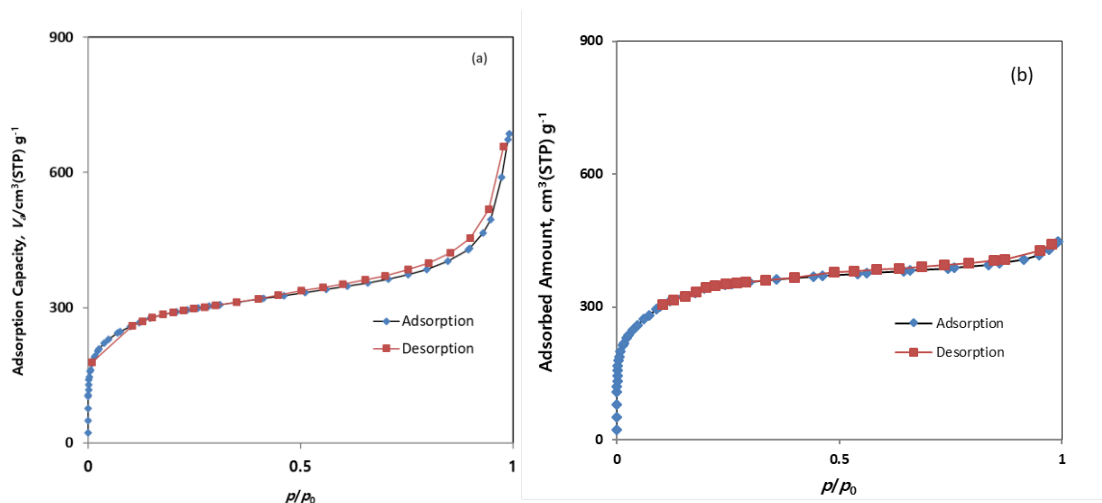 900
600
300
0
Adsorption Capacity, Va/cm³(STP) g⁻¹
(a)
Adsorption
Desorption
0
0.5
1
p/p₀
900
600
300
0
Adsorbed Amount, cm³(STP) g⁻¹
(b)
Adsorption
Desorption
0
0.5
1
p/p₀